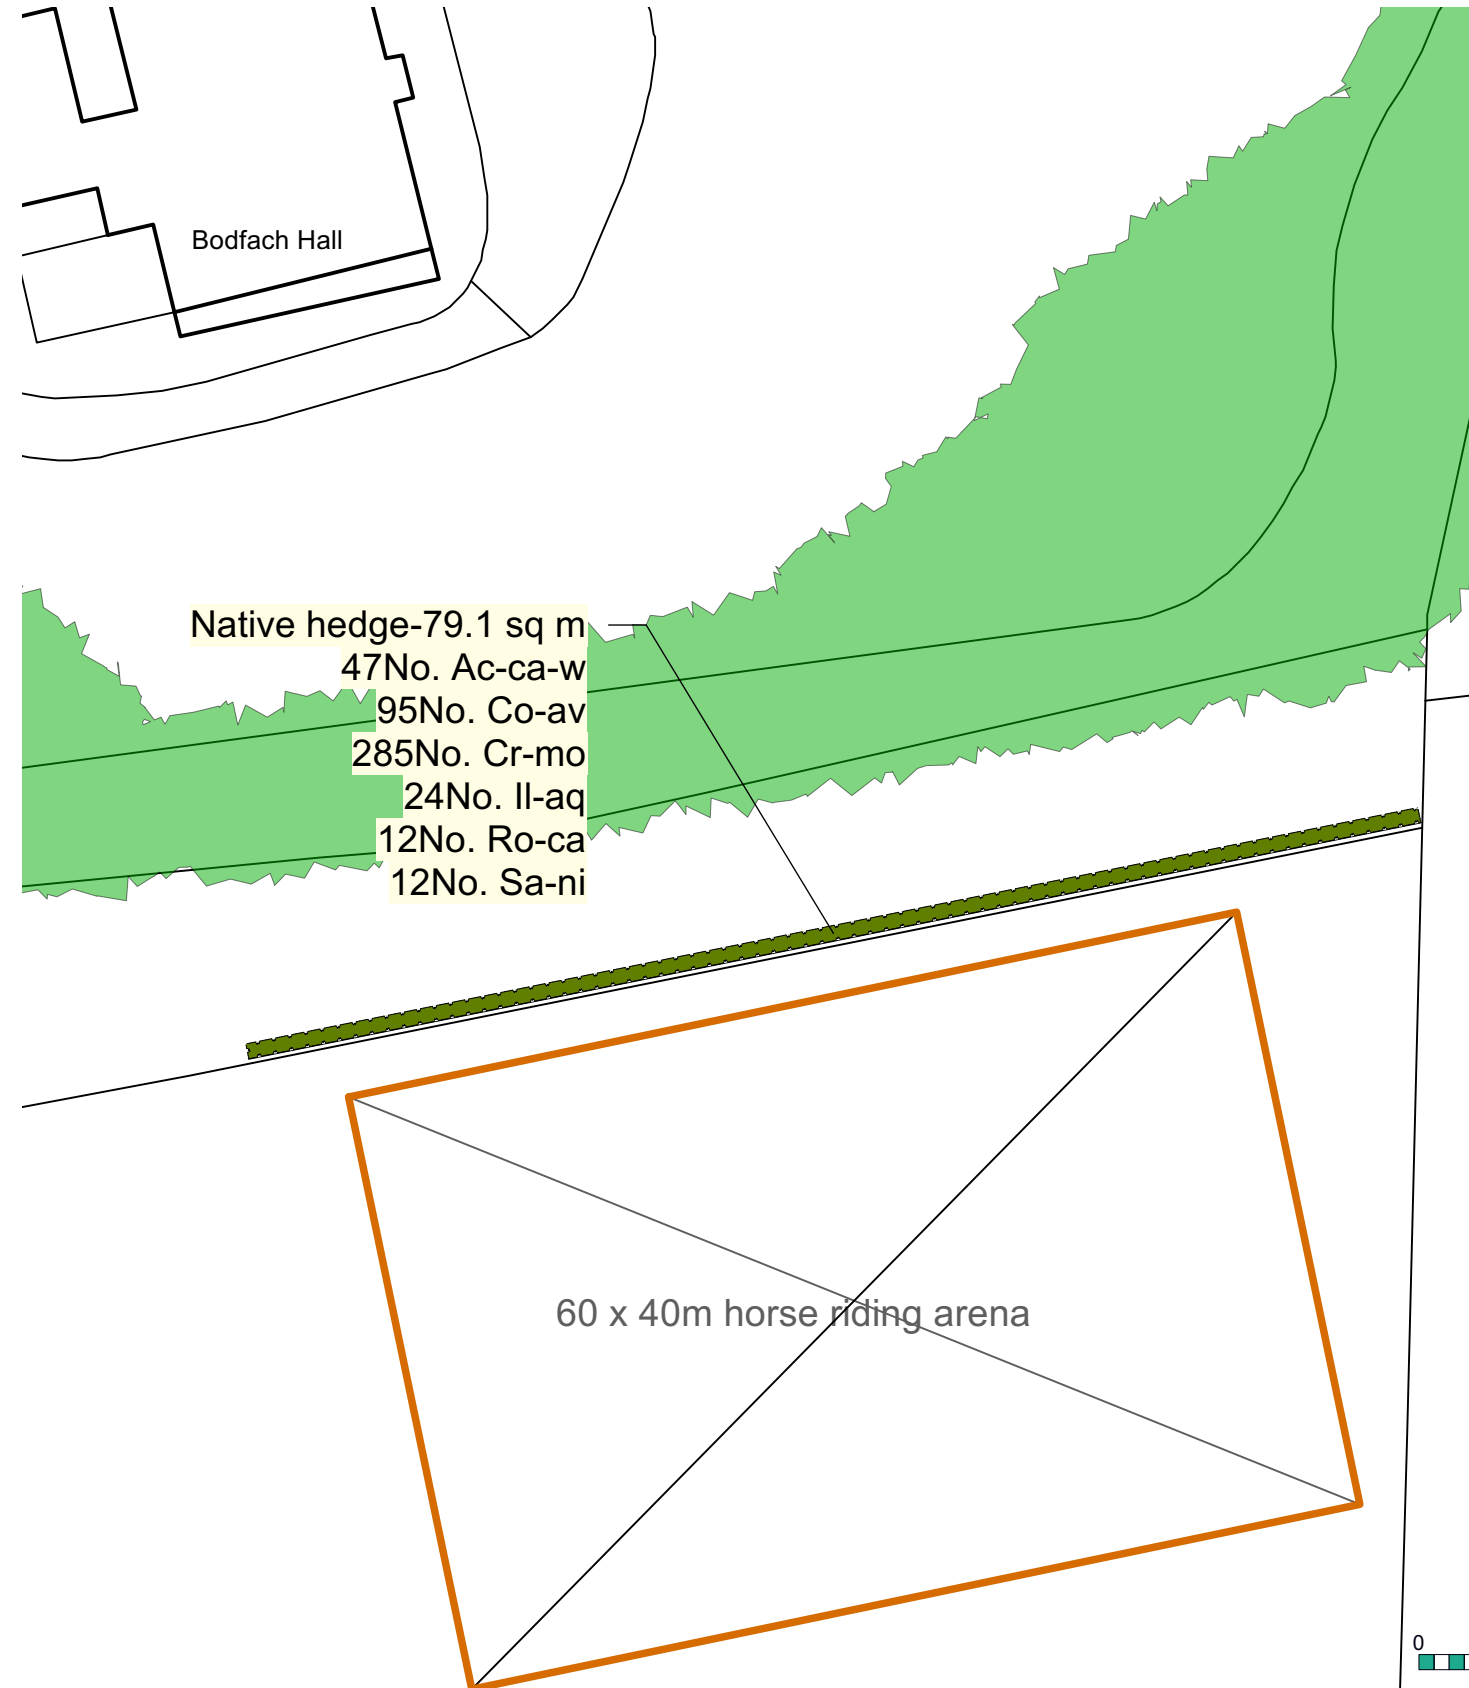 Bodfach Hall
Native hedge-79.1 sq m
47No. Ac-ca-w
95No. Co-av
285No. Cr-mo
24No. Il-aq
12No. Ro-ca
12No. Sa-ni
60 x 40m horse riding arena
0